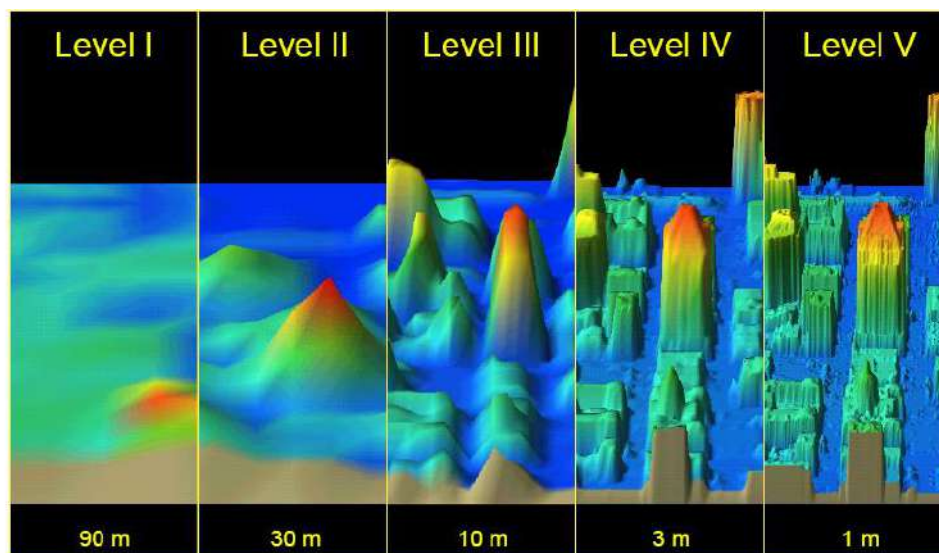 Level I
Level II
Level III
Level IV
Level V
90 m
30 m
10 m
3 m
1 m